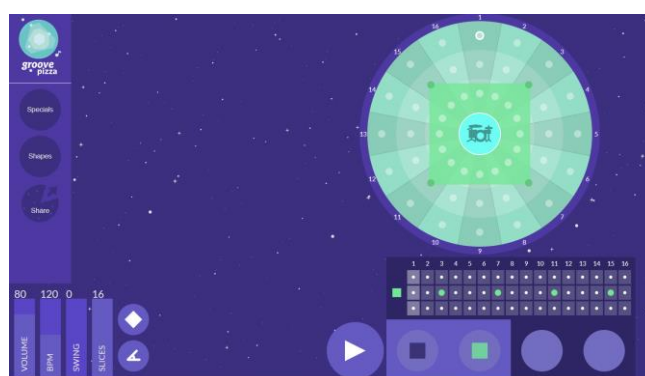 groove
pizza
Specials
Shapes
Share
80 120 0 16
VOLUME
BPM
SWING
SLICES
16 1 2
15 3
14 4
13 5
12 6
11 7
10 9 8
1 2 3 4 5 6 7 8 9 10 11 12 13 14 15 16